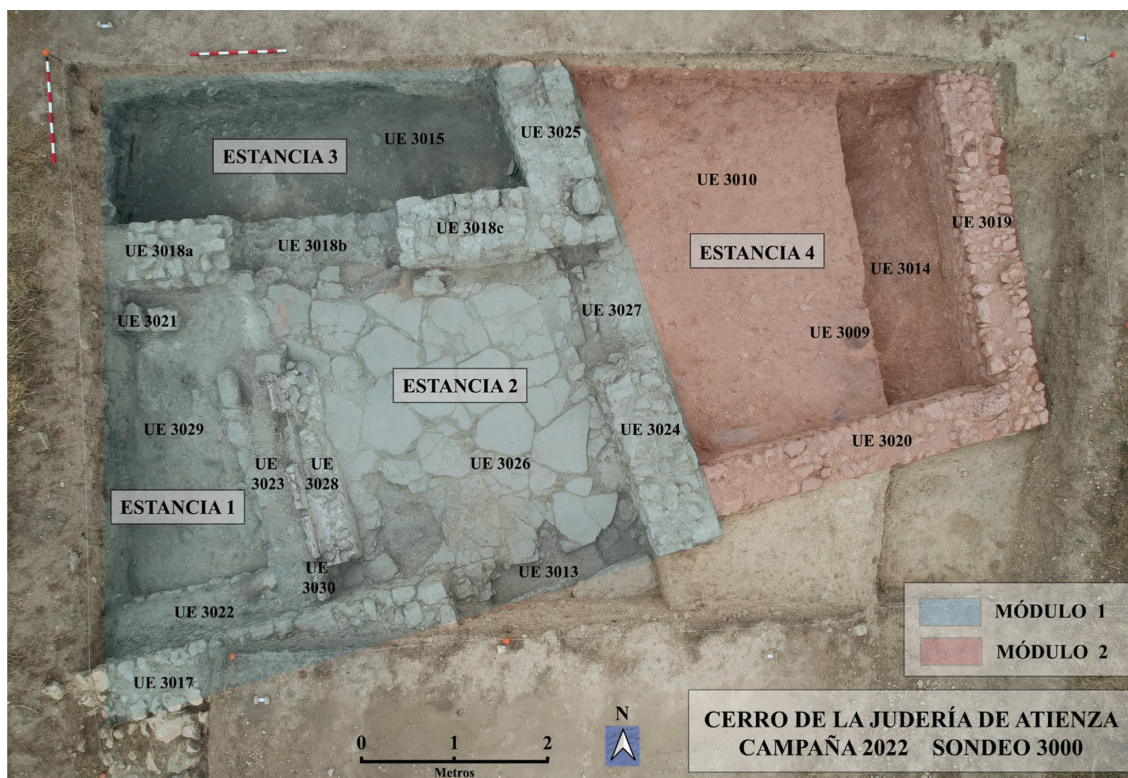 UE 3025
UE 3015
ESTANCIA 3
UE 3010
UE 3018c
UE 3019
UE 3018a
UE 3018b
ESTANCIA 4
UE 3014
UE 3021
UE 3027
UE 3009
ESTANCIA 2
UE 3024
UE 3029
UE 3020
UE
3023
UE
3028
UE 3026
ESTANCIA 1
UE
3030
UE 3013
UE 3022
UE 3017
MÓDULO 1
MÓDULO 2
N
0 1 2
Metros
CERRO DE LA JUDERÍA DE ATIENZA
CAMPAÑA 2022 SONDEO 3000